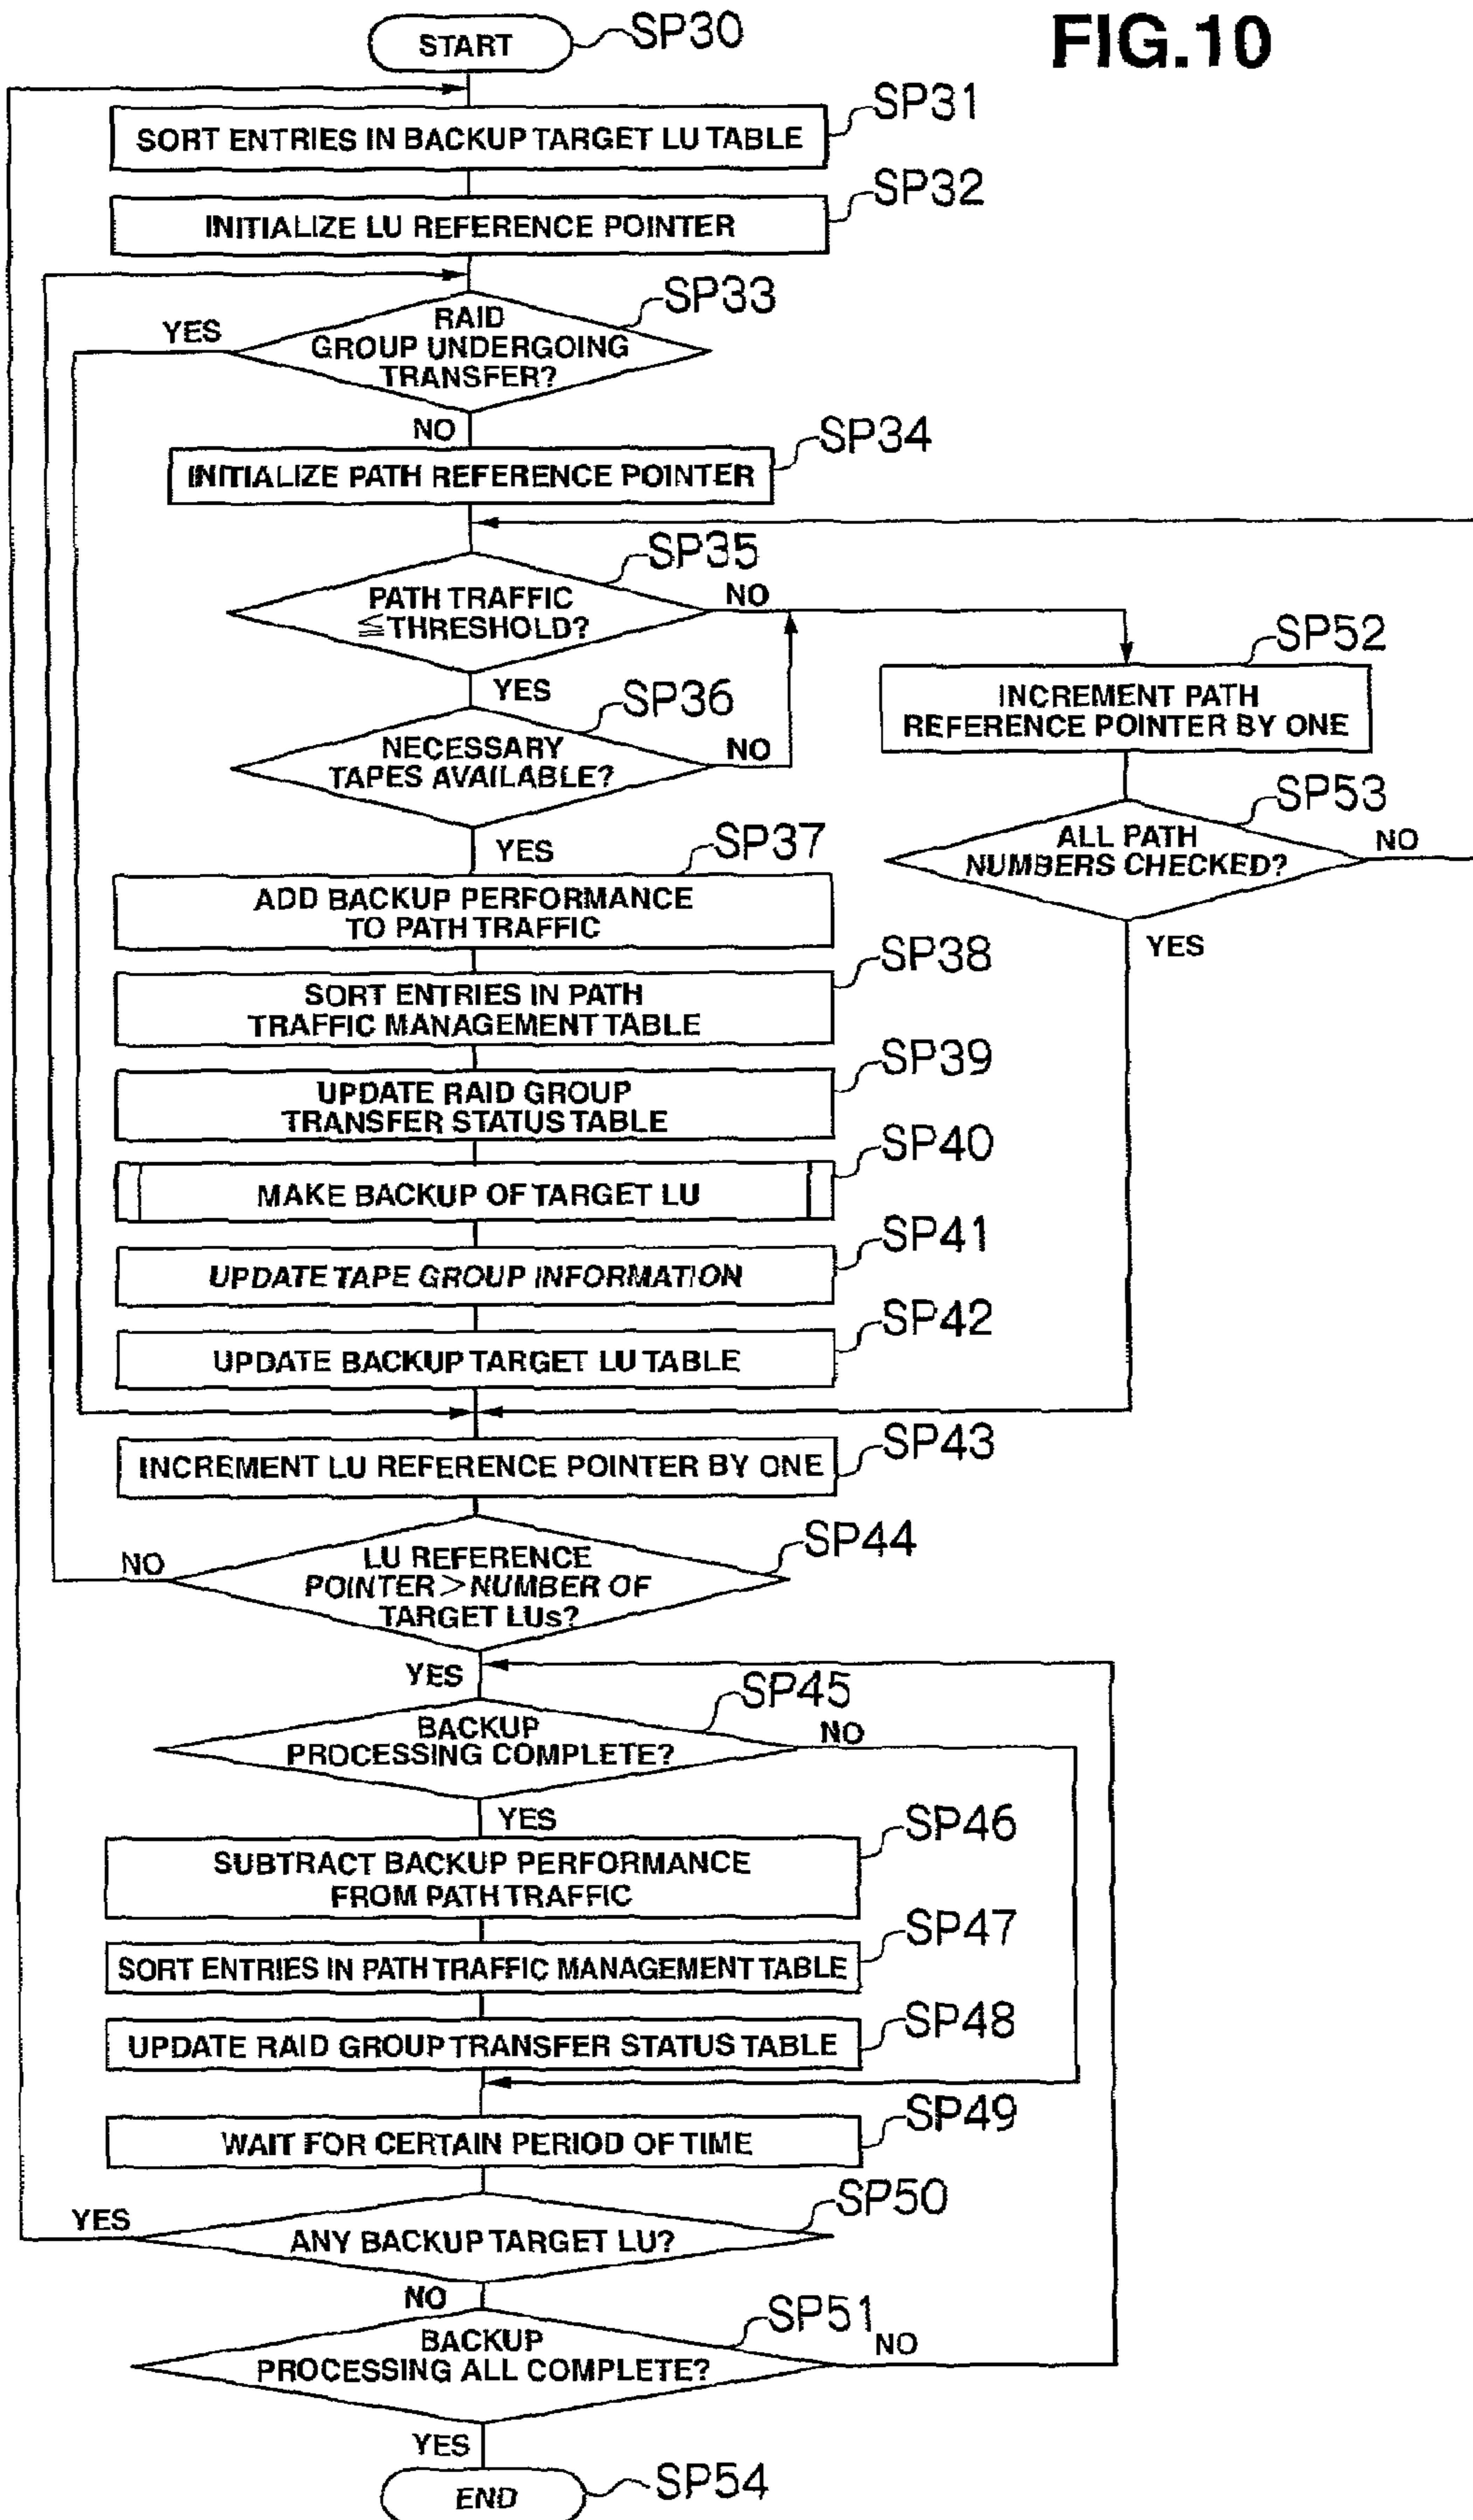 FIG.10
START
SP30
SP31
SORT ENTRIES IN BACKUP TARGET LU TABLE
SP32
INITIALIZE LU REFERENCE POINTER
SP33
RAID
GROUP UNDERGOING
TRANSFER?
YES
NO
SP34
INITIALIZE PATH REFERENCE POINTER
SP35
PATH TRAFFIC
≦THRESHOLD?
NO
YES
SP52
INCREMENT PATH
REFERENCE POINTER BY ONE
SP36
NECESSARY
TAPES AVAILABLE?
NO
YES
SP53
ALL PATH
NUMBERS CHECKED?
NO
YES
SP37
ADD BACKUP PERFORMANCE
TO PATH TRAFFIC
SP38
SORT ENTRIES IN PATH
TRAFFIC MANAGEMENT TABLE
SP39
UPDATE RAID GROUP
TRANSFER STATUS TABLE
SP40
MAKE BACKUP OF TARGET LU
SP41
UPDATE TAPE GROUP INFORMATION
SP42
UPDATE BACKUP TARGET LU TABLE
SP43
INCREMENT LU REFERENCE POINTER BY ONE
SP44
LU REFERENCE
POINTER>NUMBER OF
TARGET LUs?
NO
YES
SP45
BACKUP
PROCESSING COMPLETE?
NO
YES
SP46
SUBTRACT BACKUP PERFORMANCE
FROM PATH TRAFFIC
SP47
SORT ENTRIES IN PATH TRAFFIC MANAGEMENT TABLE
SP48
UPDATE RAID GROUP TRANSFER STATUS TABLE
SP49
WAIT FOR CERTAIN PERIOD OF TIME
SP50
ANY BACKUP TARGET LU?
YES
NO
SP51
BACKUP
PROCESSING ALL COMPLETE?
NO
YES
END
SP54